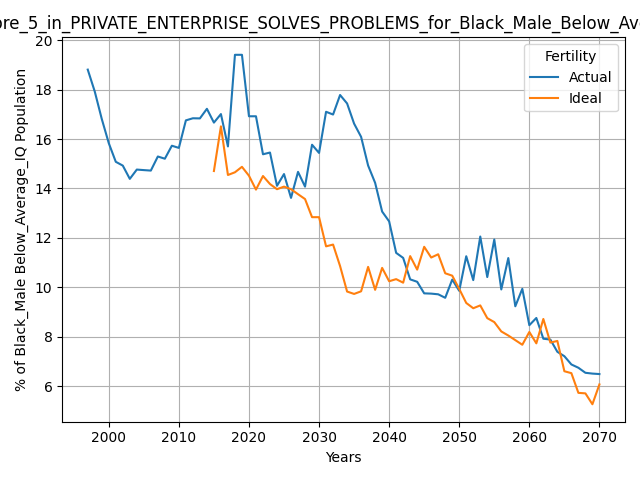 ore_5_in_PRIVATE_ENTERPRISE_SOLVES_PROBLEMS_for_Black_Male_Below_Av
% of Black_Male Below_Average_IQ Population
20
18
16
14
12
10
8
6
Fertility
Actual
Ideal
2000 2010 2020 2030 2040 2050 2060 2070
Years